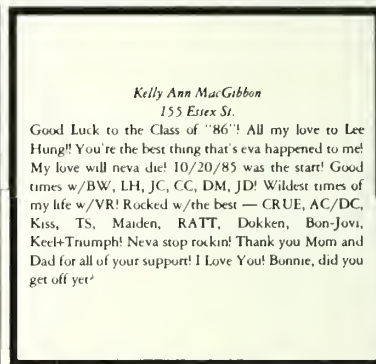 Kelly Ann MacGibbon
155 Essex St.
Good Luck to the Class of "86"! All my love to Lee
Hung!! You're the best thing that's eva happened to me!
My love will neva die! 10/20/85 was the start! Good
times w/BW, LH, JC, CC, DM, JD! Wildest times of
my life w/VR! Rocked w/the best — CRUE, AC/DC,
Kiss, TS, Maiden, RATT, Dokken, Bon-Jovi,
Keel+Triumph! Neva stop rockin! Thank you Mom and
Dad for all of your support! I Love You! Bonnie, did you
get off yet?